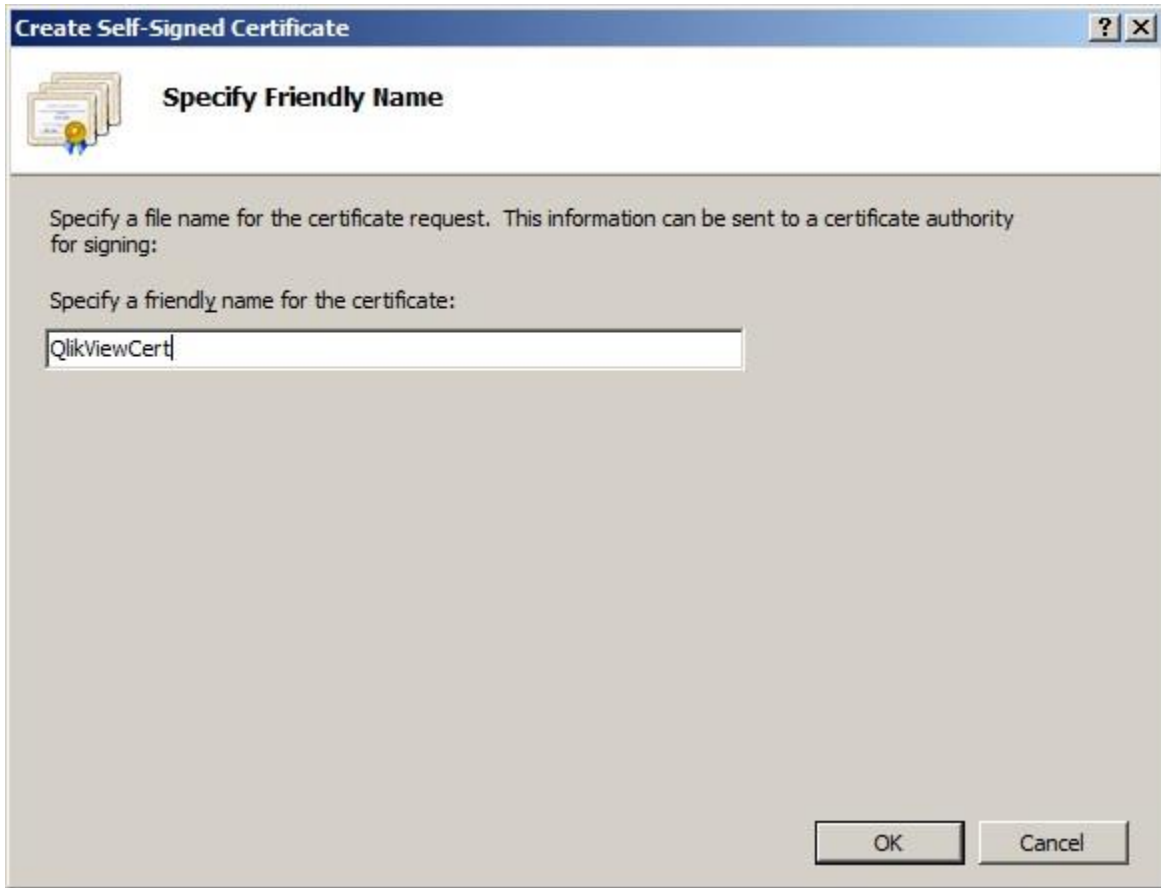 Create Self-Signed Certificate
Specify Friendly Name
Specify a file name for the certificate request.  This information can be sent to a certificate authority
for signing:
Specify a friendly name for the certificate:
QlikViewCert
OK
Cancel